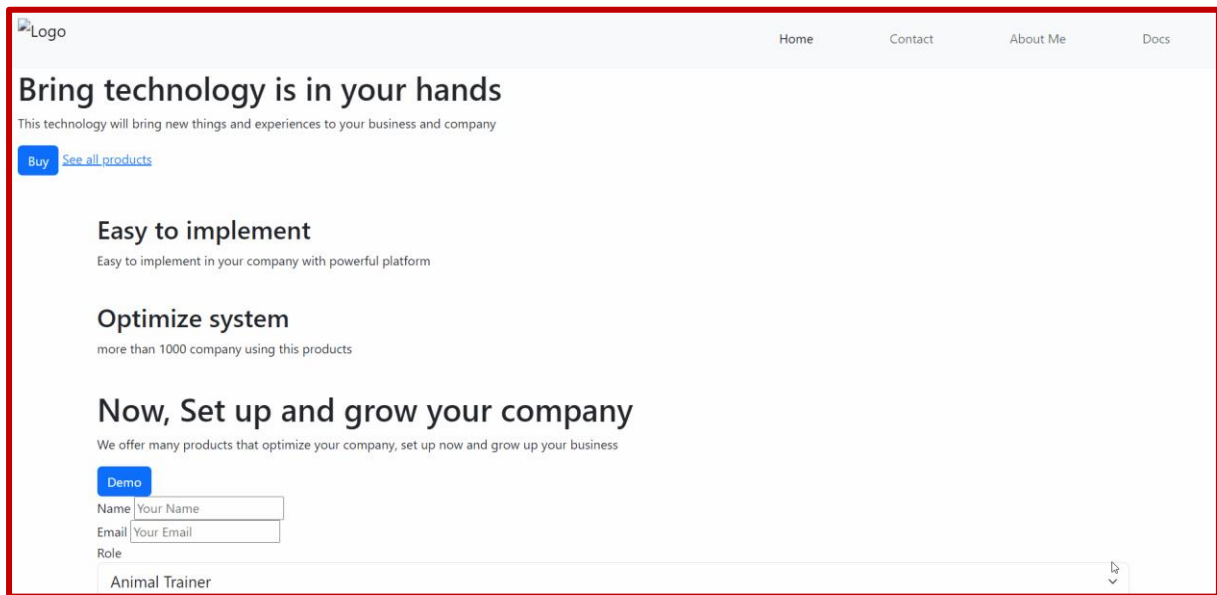 Logo
Home Contact About Me Docs
Bring technology is in your hands
This technology will bring new things and experiences to your business and company
Buy See all products
Easy to implement
Easy to implement in your company with powerful platform
Optimize system
more than 1000 company using this products
Now, Set up and grow your company
We offer many products that optimize your company, set up now and grow up your business
Demo
Name Your Name
Email Your Email
Role
Animal Trainer